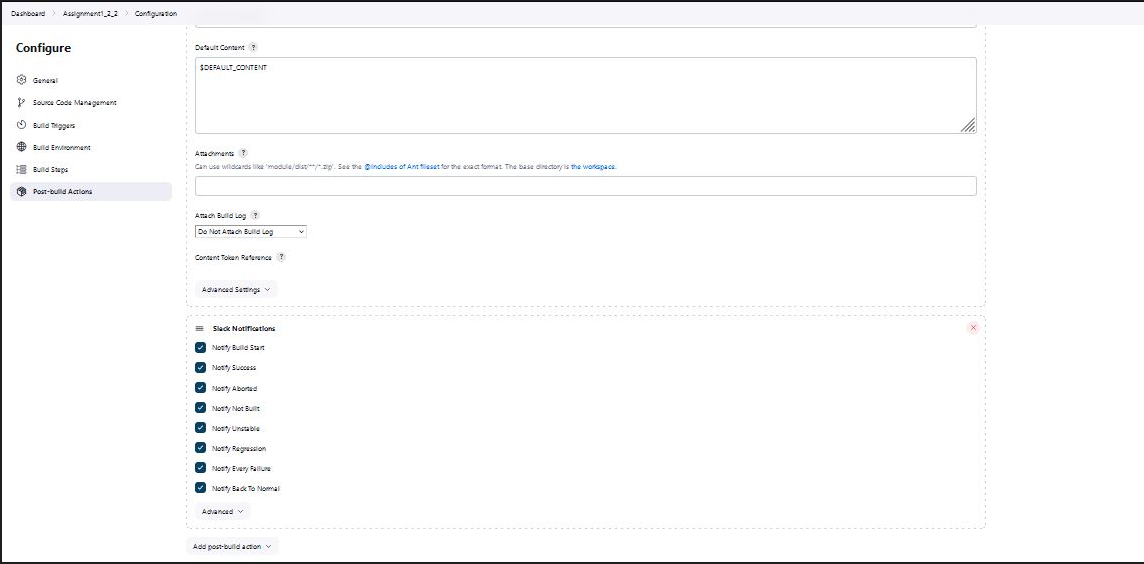 Dashboard > Assignment1_2_2 > Configuration
Configure
General
Source Code Management
Build Triggers
Build Environment
Build Steps
Post-build Actions
Default Content ?
$DEFAULT_CONTENT
Attachments ?
Can use wildcards like 'module/dist/**/*.zip'. See the @includes of Ant fileset for the exact format. The base directory is the workspace.
Attach Build Log ?
Do Not Attach Build Log
Content Token Reference ?
Advanced Settings
Slack Notifications
Notify Build Start
Notify Success
Notify Aborted
Notify Not Built
Notify Unstable
Notify Regression
Notify Every Failure
Notify Back To Normal
Advanced
Add post-build action